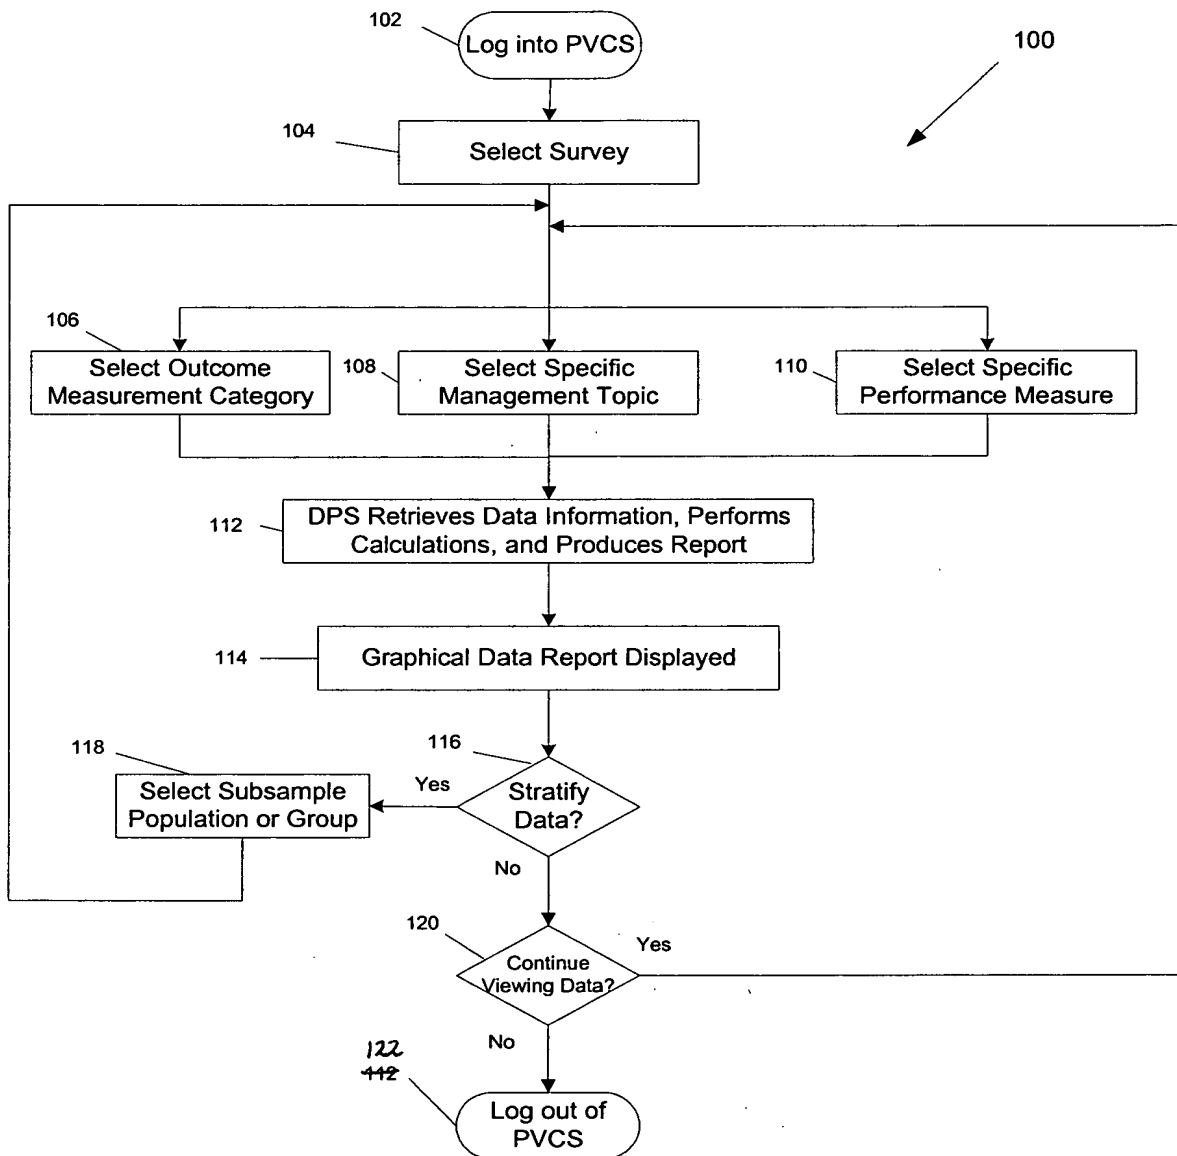 102
Log into PVCS
100
104
Select Survey
106
Select Outcome
Measurement Category
108
Select Specific
Management Topic
110
Select Specific
Performance Measure
112
DPS Retrieves Data Information, Performs
Calculations, and Produces Report
114
Graphical Data Report Displayed
116
118
Yes
Stratify
Data?
Select Subsample
Population or Group
No
120
Yes
Continue
Viewing Data?
No
122
112
Log out of
PVCS